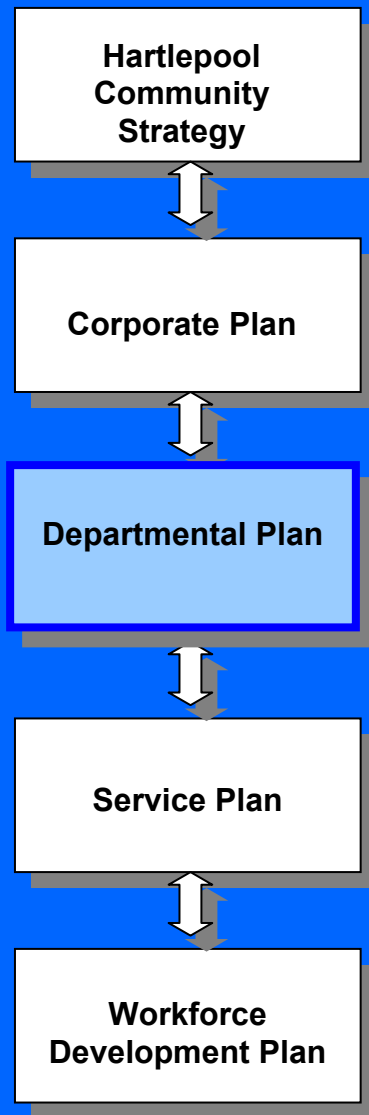 Hartlepool
Community
Strategy
Corporate Plan
Departmental Plan
Service Plan
Workforce
Development Plan